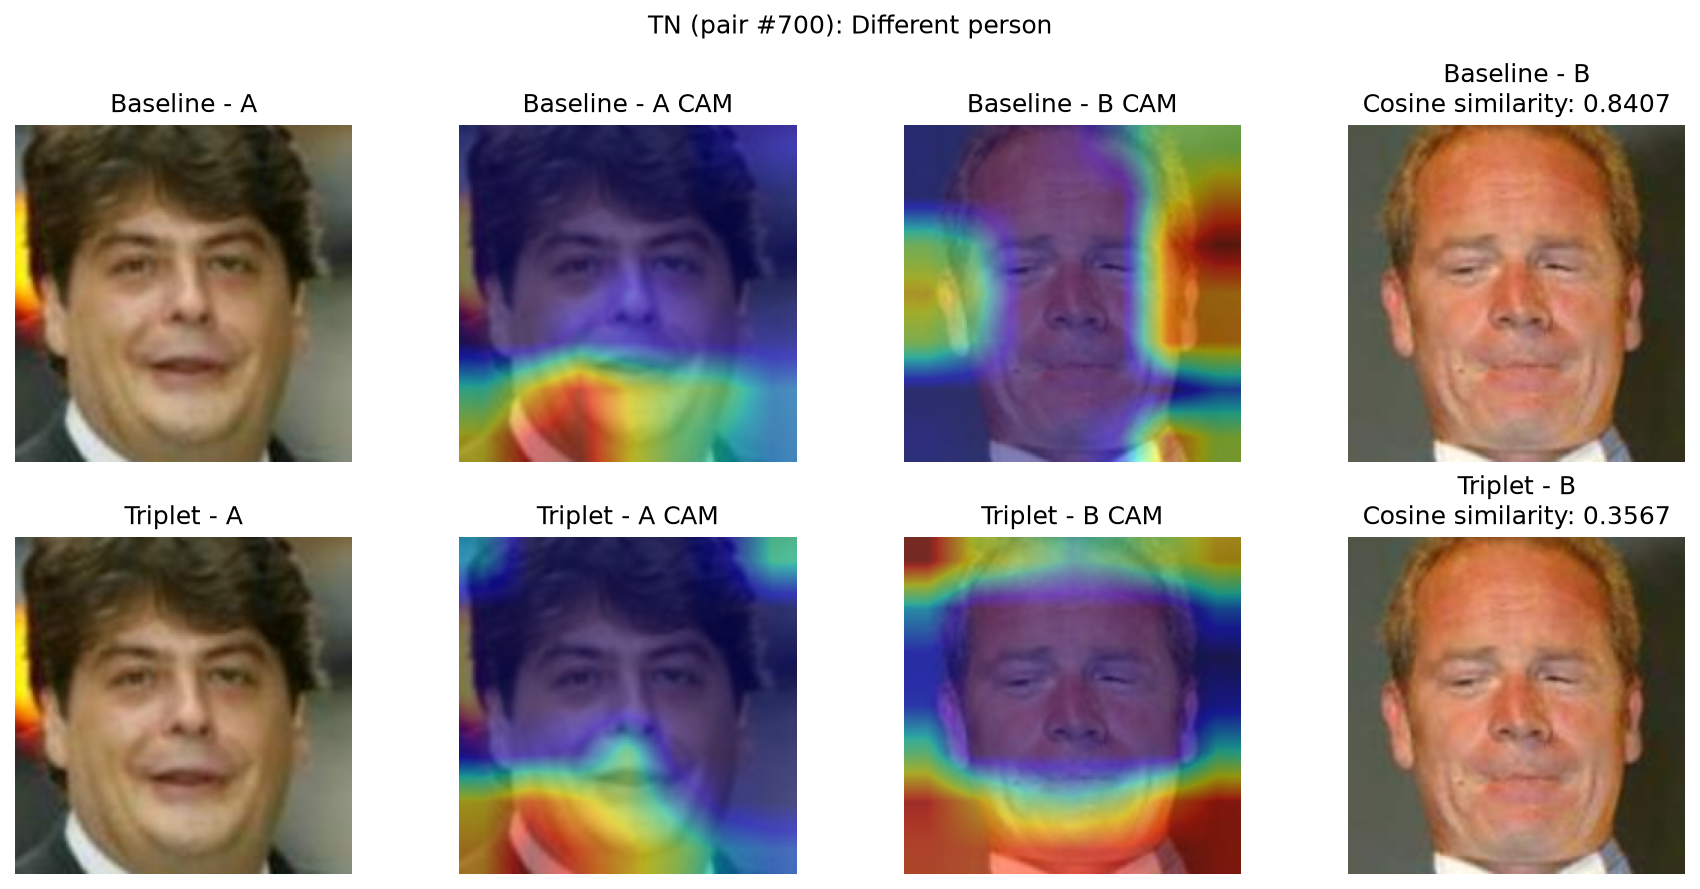 TN (pair #700): Different person
Baseline - A
Baseline - A CAM
Baseline - B CAM
Baseline - B
Cosine similarity: 0.8407
Triplet - A
Triplet - A CAM
Triplet - B CAM
Triplet - B
Cosine similarity: 0.3567